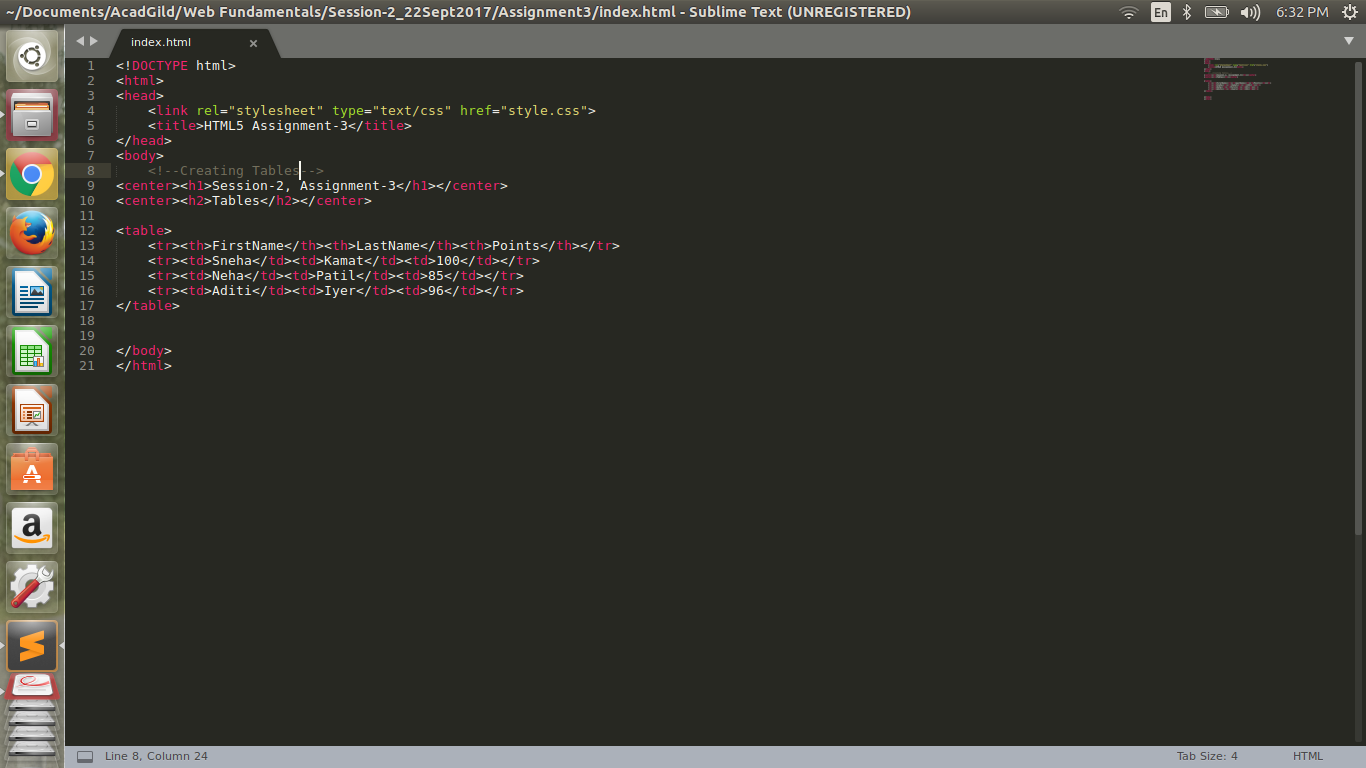 ~/Documents/AcadGild/Web Fundamentals/Session-2_22Sept2017/Assignment3/index.html - Sublime Text (UNREGISTERED)
En
6:32 PM
index.html
1 <!DOCTYPE html>
2 <html>
3 <head>
4     <link rel="stylesheet" type="text/css" href="style.css">
5     <title>HTML5 Assignment-3</title>
6 </head>
7 <body>
8     <!--Creating Tables-->
9 <center><h1>Session-2, Assignment-3</h1></center>
10 <center><h2>Tables</h2></center>
11
12 <table>
13     <tr><th>FirstName</th><th>LastName</th><th>Points</th></tr>
14     <tr><td>Sneha</td><td>Kamat</td><td>100</td></tr>
15     <tr><td>Neha</td><td>Patil</td><td>85</td></tr>
16     <tr><td>Aditi</td><td>Iyer</td><td>96</td></tr>
17 </table>
18
19
20 </body>
21 </html>
Line 8, Column 24
Tab Size: 4
HTML